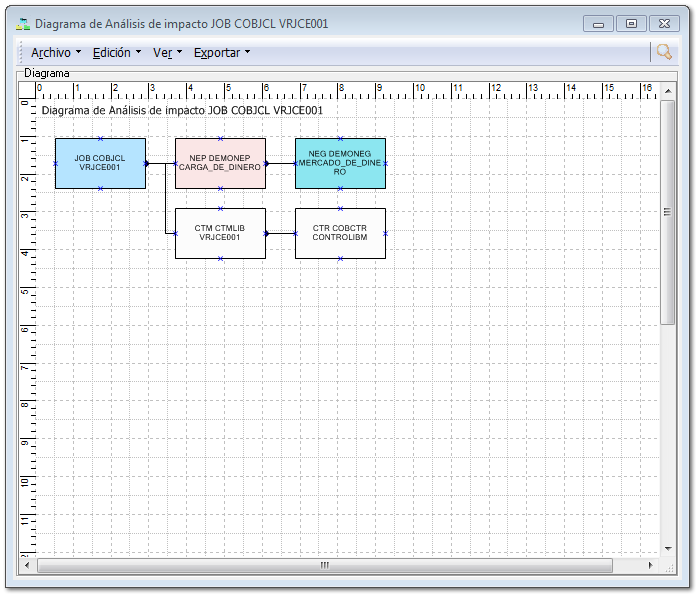 Diagrama de Análisis de impacto JOB COBJCL VRJCE001
Archivo Edición Ver Exportar
Diagrama
0 1 2 3 4 5 6 7 8 9 10 11 12 13 14 15 16
0
Diagrama de Análisis de impacto JOB COBJCL VRJCE001
1
JOB COBJCL
VRJCE001
NEP DEMONEP
CARGA_DE_DINERO
NEG DEMONEG
MERCADO_DE_DINE
RO
2
3
CTM CTMLIB
VRJCE001
CTR COBCTR
CONTROLIBM
4
5
6
7
8
9
10
11